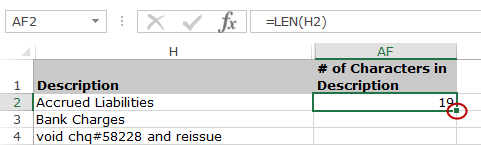 AF2 fx =LEN(H2)
H AF
1 Description # of Characters in Description
2 Accrued Liabilities 19
3 Bank Charges
4 void chq#58228 and reissue